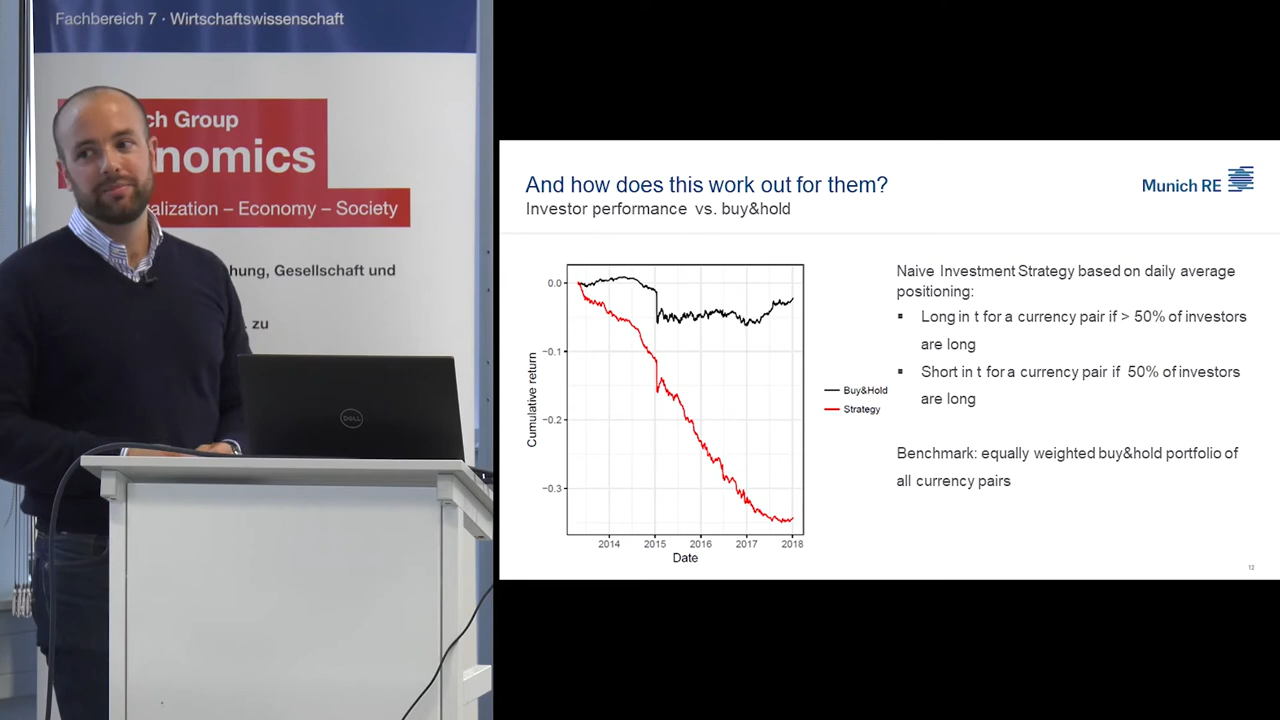 Fachbereich 7 · Wirtschaftswissenschaft
ch Group
nomics
alization – Economy – Society
hung, Gesellschaft und
. zu
DELL
And how does this work out for them?
Investor performance vs. buy&hold
Munich RE
Naive Investment Strategy based on daily average
positioning:
▪ Long in t for a currency pair if > 50% of investors
are long
▪ Short in t for a currency pair if 50% of investors
are long
Benchmark: equally weighted buy&hold portfolio of
all currency pairs
Cumulative return
0.0
−0.1
−0.2
−0.3
2014 2015 2016 2017 2018
Date
Buy&Hold
Strategy
12